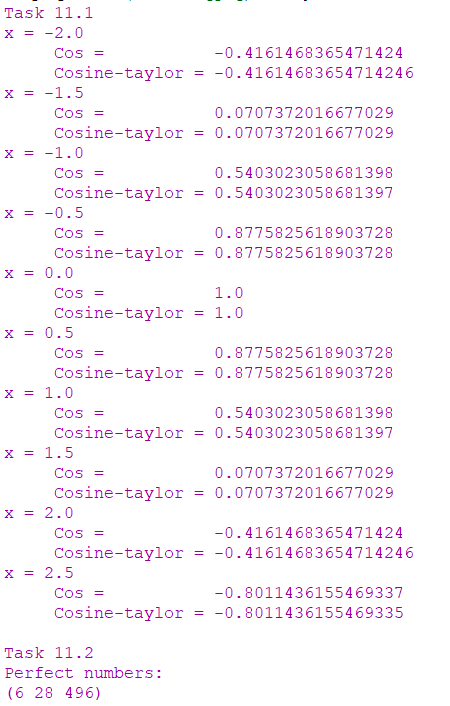 Task 11.1
x = -2.0
Cos = -0.4161468365471424
Cosine-taylor = -0.41614683654714246
x = -1.5
Cos = 0.0707372016677029
Cosine-taylor = 0.0707372016677029
x = -1.0
Cos = 0.5403023058681398
Cosine-taylor = 0.5403023058681397
x = -0.5
Cos = 0.8775825618903728
Cosine-taylor = 0.8775825618903728
x = 0.0
Cos = 1.0
Cosine-taylor = 1.0
x = 0.5
Cos = 0.8775825618903728
Cosine-taylor = 0.8775825618903728
x = 1.0
Cos = 0.5403023058681398
Cosine-taylor = 0.5403023058681397
x = 1.5
Cos = 0.0707372016677029
Cosine-taylor = 0.0707372016677029
x = 2.0
Cos = -0.4161468365471424
Cosine-taylor = -0.41614683654714246
x = 2.5
Cos = -0.8011436155469337
Cosine-taylor = -0.8011436155469335
Task 11.2
Perfect numbers:
(6 28 496)